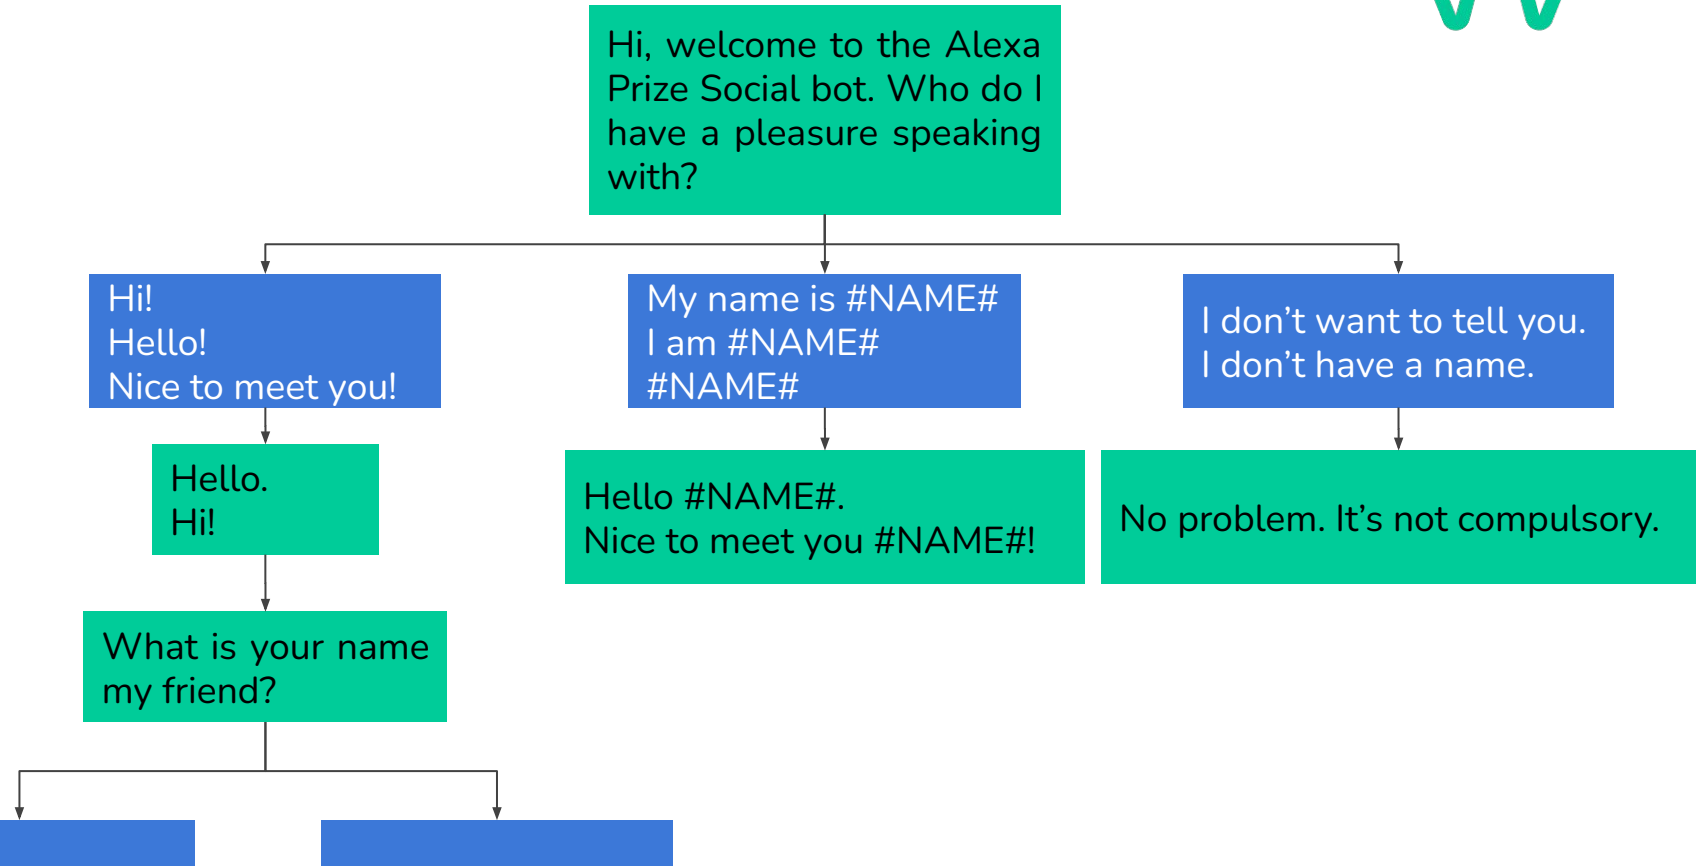 Hi, welcome to the Alexa
Prize Social bot. Who do I
have a pleasure speaking
with?
Hi!
Hello!
Nice to meet you!
My name is #NAME#
I am #NAME#
#NAME#
I don’t want to tell you.
I don’t have a name.
Hello.
Hi!
Hello #NAME#.
Nice to meet you #NAME#!
No problem. It’s not compulsory.
What is your name
my friend?